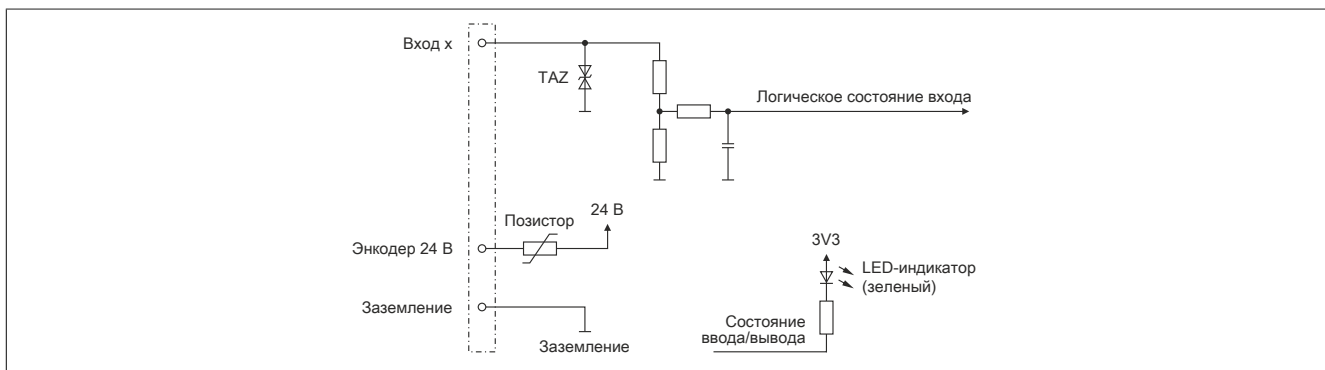 Вход x
TAZ
Логическое состояние входа
Позистор
24 В
Энкодер 24 В
3V3
LED-индикатор
(зеленый)
Заземление
Заземление
Состояние
ввода/вывода